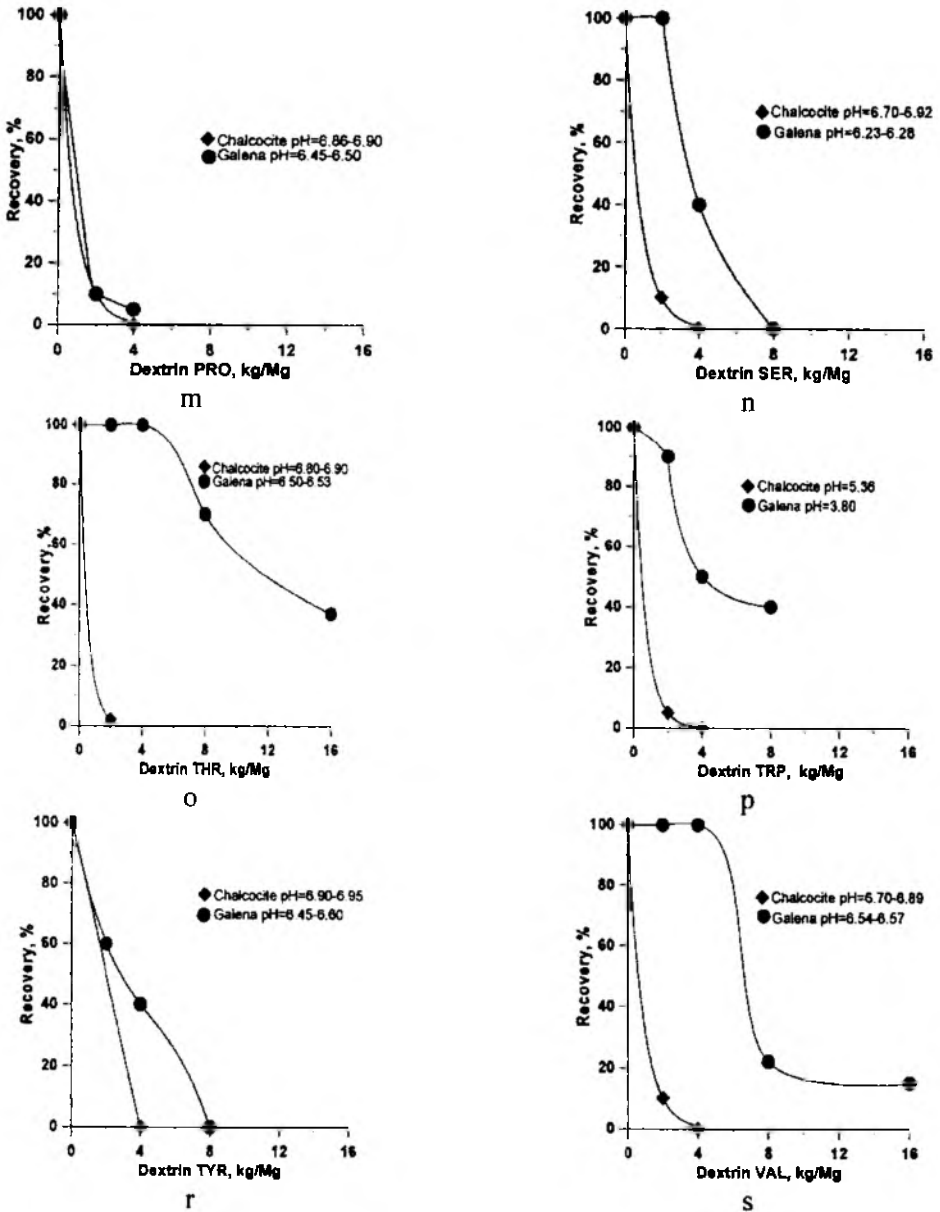 100
80
60
40
20
0
Recovery, %
Chalcocite pH=6.86-6.90
Galena pH=6.45-6.50
0 4 8 12 16
Dextrin PRO, kg/Mg
m
100
80
60
40
20
0
Recovery, %
Chalcocite pH=6.70-6.92
Galena pH=6.23-6.28
0 4 8 12 16
Dextrin SER, kg/Mg
n
100
80
60
40
20
0
Recovery, %
Chalcocite pH=6.80-6.90
Galena pH=6.50-6.53
0 4 8 12 16
Dextrin THR, kg/Mg
o
100
80
60
40
20
0
Recovery, %
Chalcocite pH=5.36
Galena pH=3.80
0 4 8 12 16
Dextrin TRP, kg/Mg
p
100
80
60
40
20
0
Recovery, %
Chalcocite pH=6.90-6.95
Galena pH=6.45-6.60
0 4 8 12 16
Dextrin TYR, kg/Mg
r
100
80
60
40
20
0
Recovery, %
Chalcocite pH=6.70-6.89
Galena pH=6.54-6.57
0 4 8 12 16
Dextrin VAL, kg/Mg
s